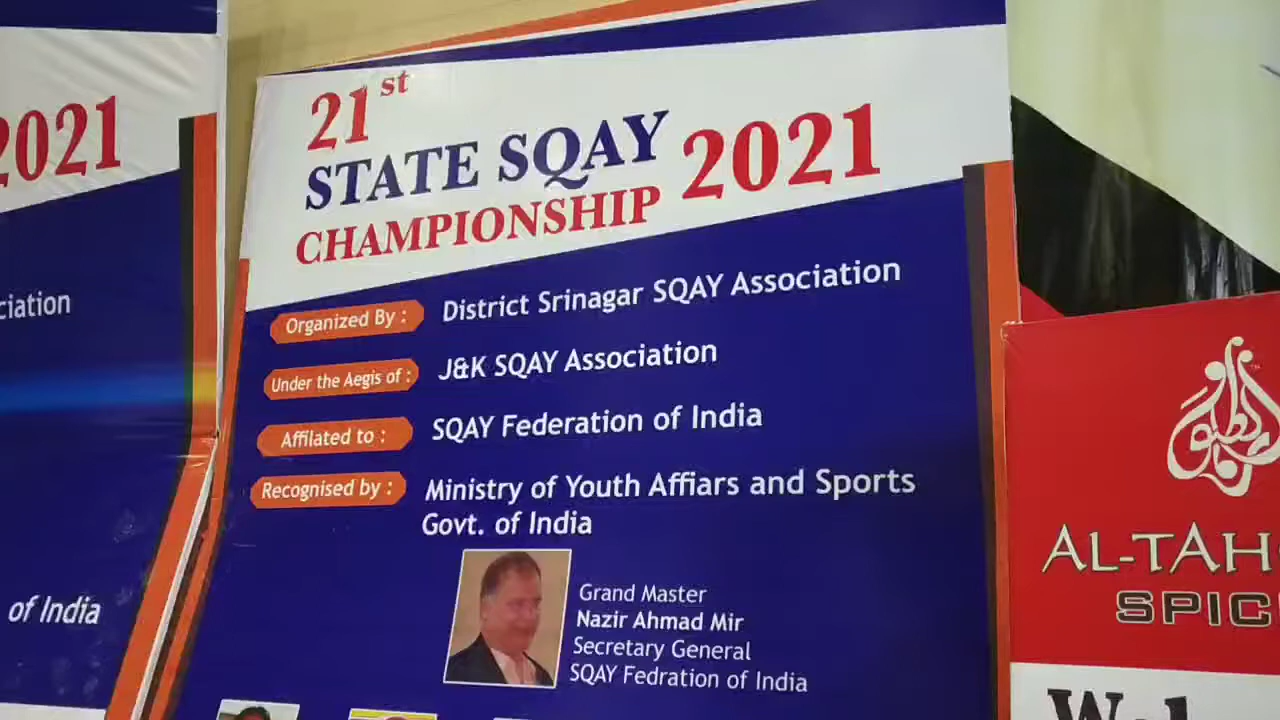 2021
ciation
of India
21st
STATE SQAY
CHAMPIONSHIP 2021
Organized By : District Srinagar SQAY Association
Under the Aegis of : J&K SQAY Association
Affilated to : SQAY Federation of India
Recognised by : Ministry of Youth Affiars and Sports
Govt. of India
Grand Master
Nazir Ahmad Mir
Secretary General
SQAY Fedration of India
AL-TAH
SPIC